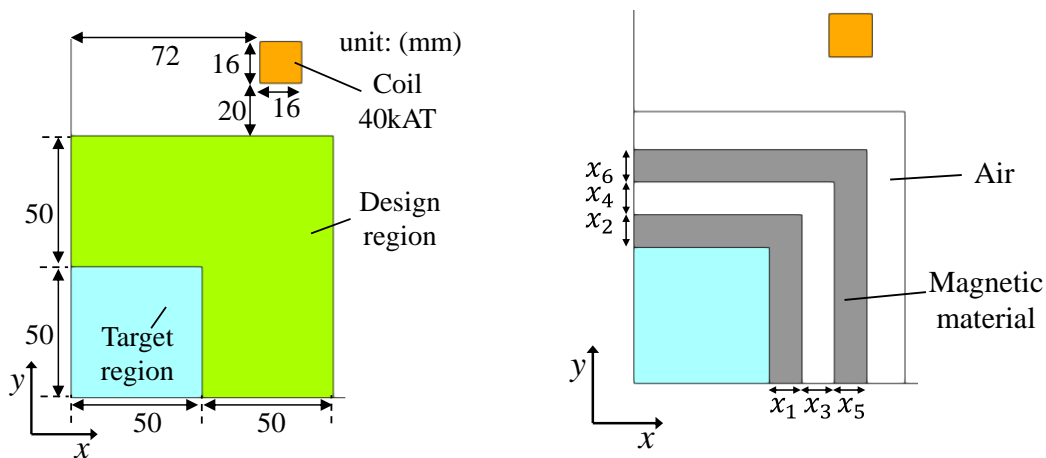 72
unit: (mm)
16
Coil
40kAT
20
16
50
Design
region
50
Target
region
y
x
50
50
x₆
x₄
x₂
Air
Magnetic
material
y
x
x₁
x₃
x₅